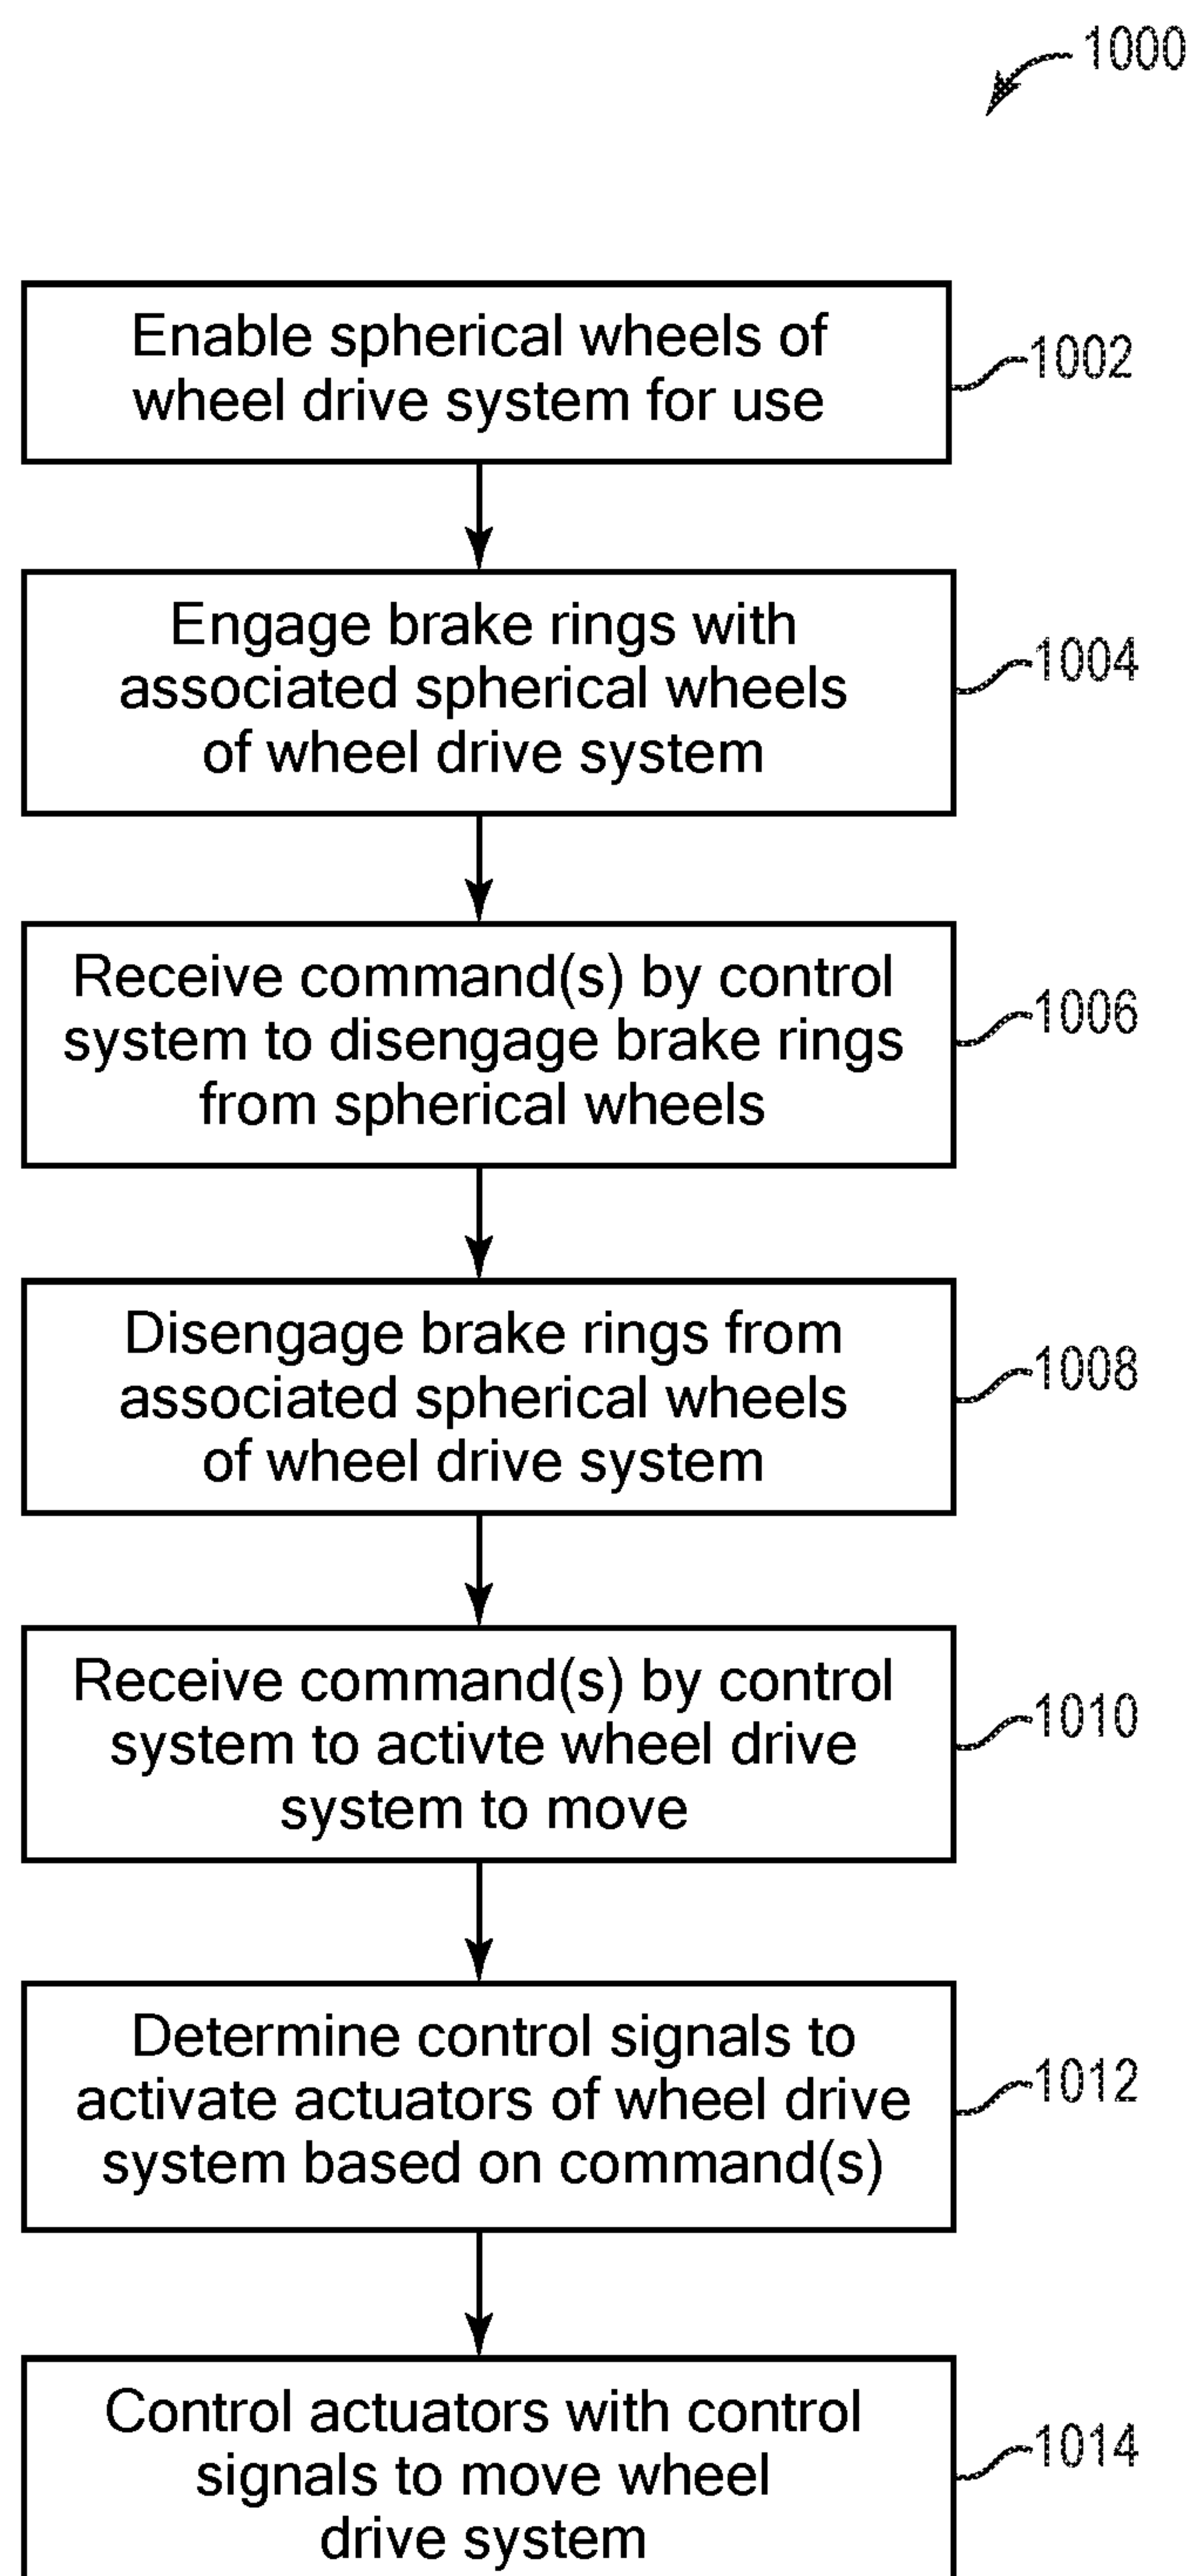 1000
Enable spherical wheels of
wheel drive system for use
1002
Engage brake rings with
associated spherical wheels
of wheel drive system
1004
Receive command(s) by control
system to disengage brake rings
from spherical wheels
1006
Disengage brake rings from
associated spherical wheels
of wheel drive system
1008
Receive command(s) by control
system to activte wheel drive
system to move
1010
Determine control signals to
activate actuators of wheel drive
system based on command(s)
1012
Control actuators with control
signals to move wheel
drive system
1014